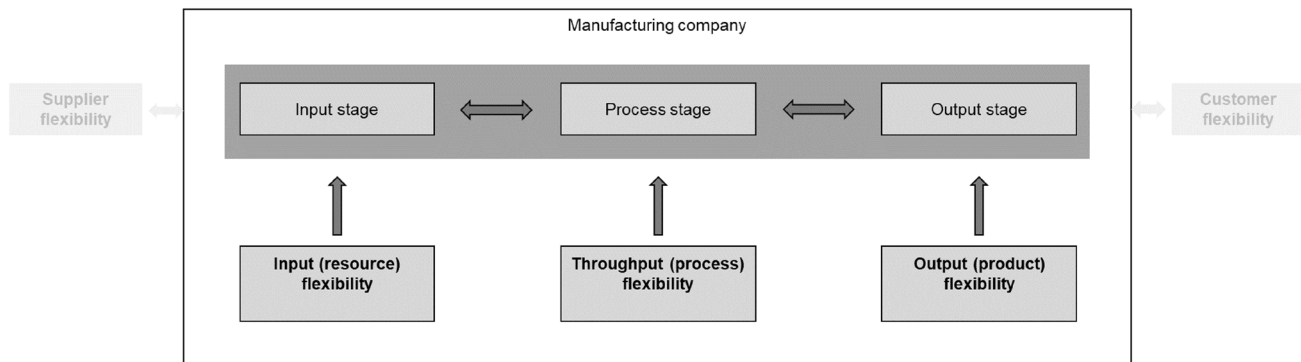 Manufacturing company
Supplier
flexibility
Input stage
Process stage
Output stage
Customer
flexibility
Input (resource)
flexibility
Throughput (process)
flexibility
Output (product)
flexibility